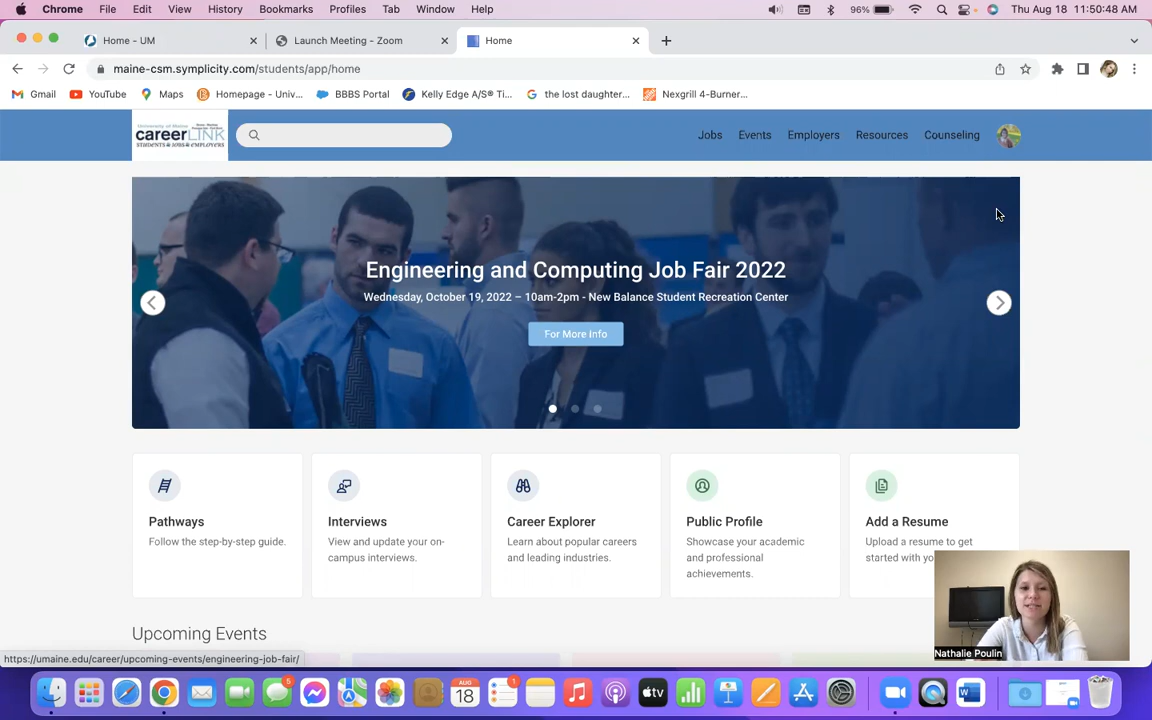 Chrome File Edit View History Bookmarks Profiles Tab Window Help
96% Thu Aug 18 11:50:48 AM
Home - UM
Launch Meeting - Zoom
Home
maine-csm.symplicity.com/students/app/home
Gmail YouTube Maps Homepage - Univ... BBBS Portal Kelly Edge A/S® Ti... the lost daughter... Nexgrill 4-Burner...
careerLINK
STUDENTS & JOBS & EMPLOYERS
Jobs Events Employers Resources Counseling
Engineering and Computing Job Fair 2022
Wednesday, October 19, 2022 – 10am-2pm - New Balance Student Recreation Center
For More Info
Pathways
Follow the step-by-step guide.
Interviews
View and update your on-
campus interviews.
Career Explorer
Learn about popular careers
and leading industries.
Public Profile
Showcase your academic
and professional
achievements.
Add a Resume
Upload a resume to get
started with
Nathalie Poulin
Upcoming Events
https://umaine.edu/career/upcoming-events/engineering-job-fair/
5
AUG
18
1
tv
W